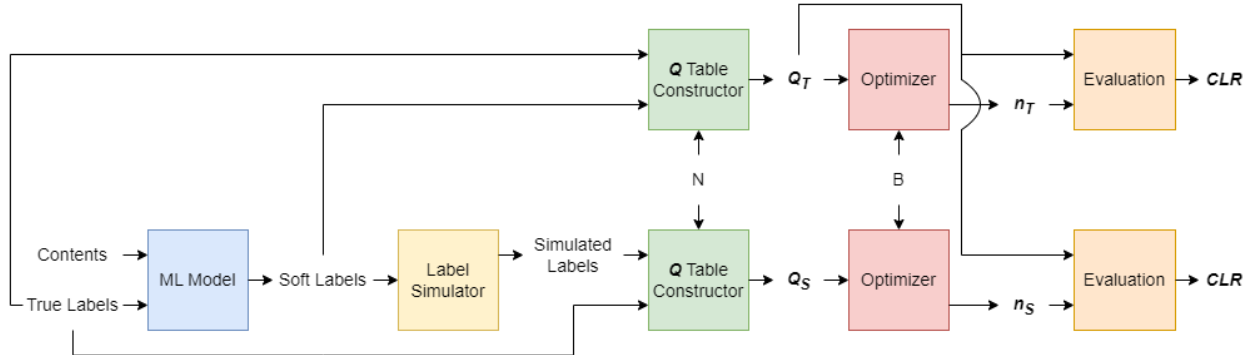 Q Table
Constructor
Q_T
Optimizer
n_T
Evaluation
CLR
N
B
Contents
True Labels
ML Model
Soft Labels
Label
Simulator
Simulated
Labels
Q Table
Constructor
Q_S
Optimizer
n_S
Evaluation
CLR